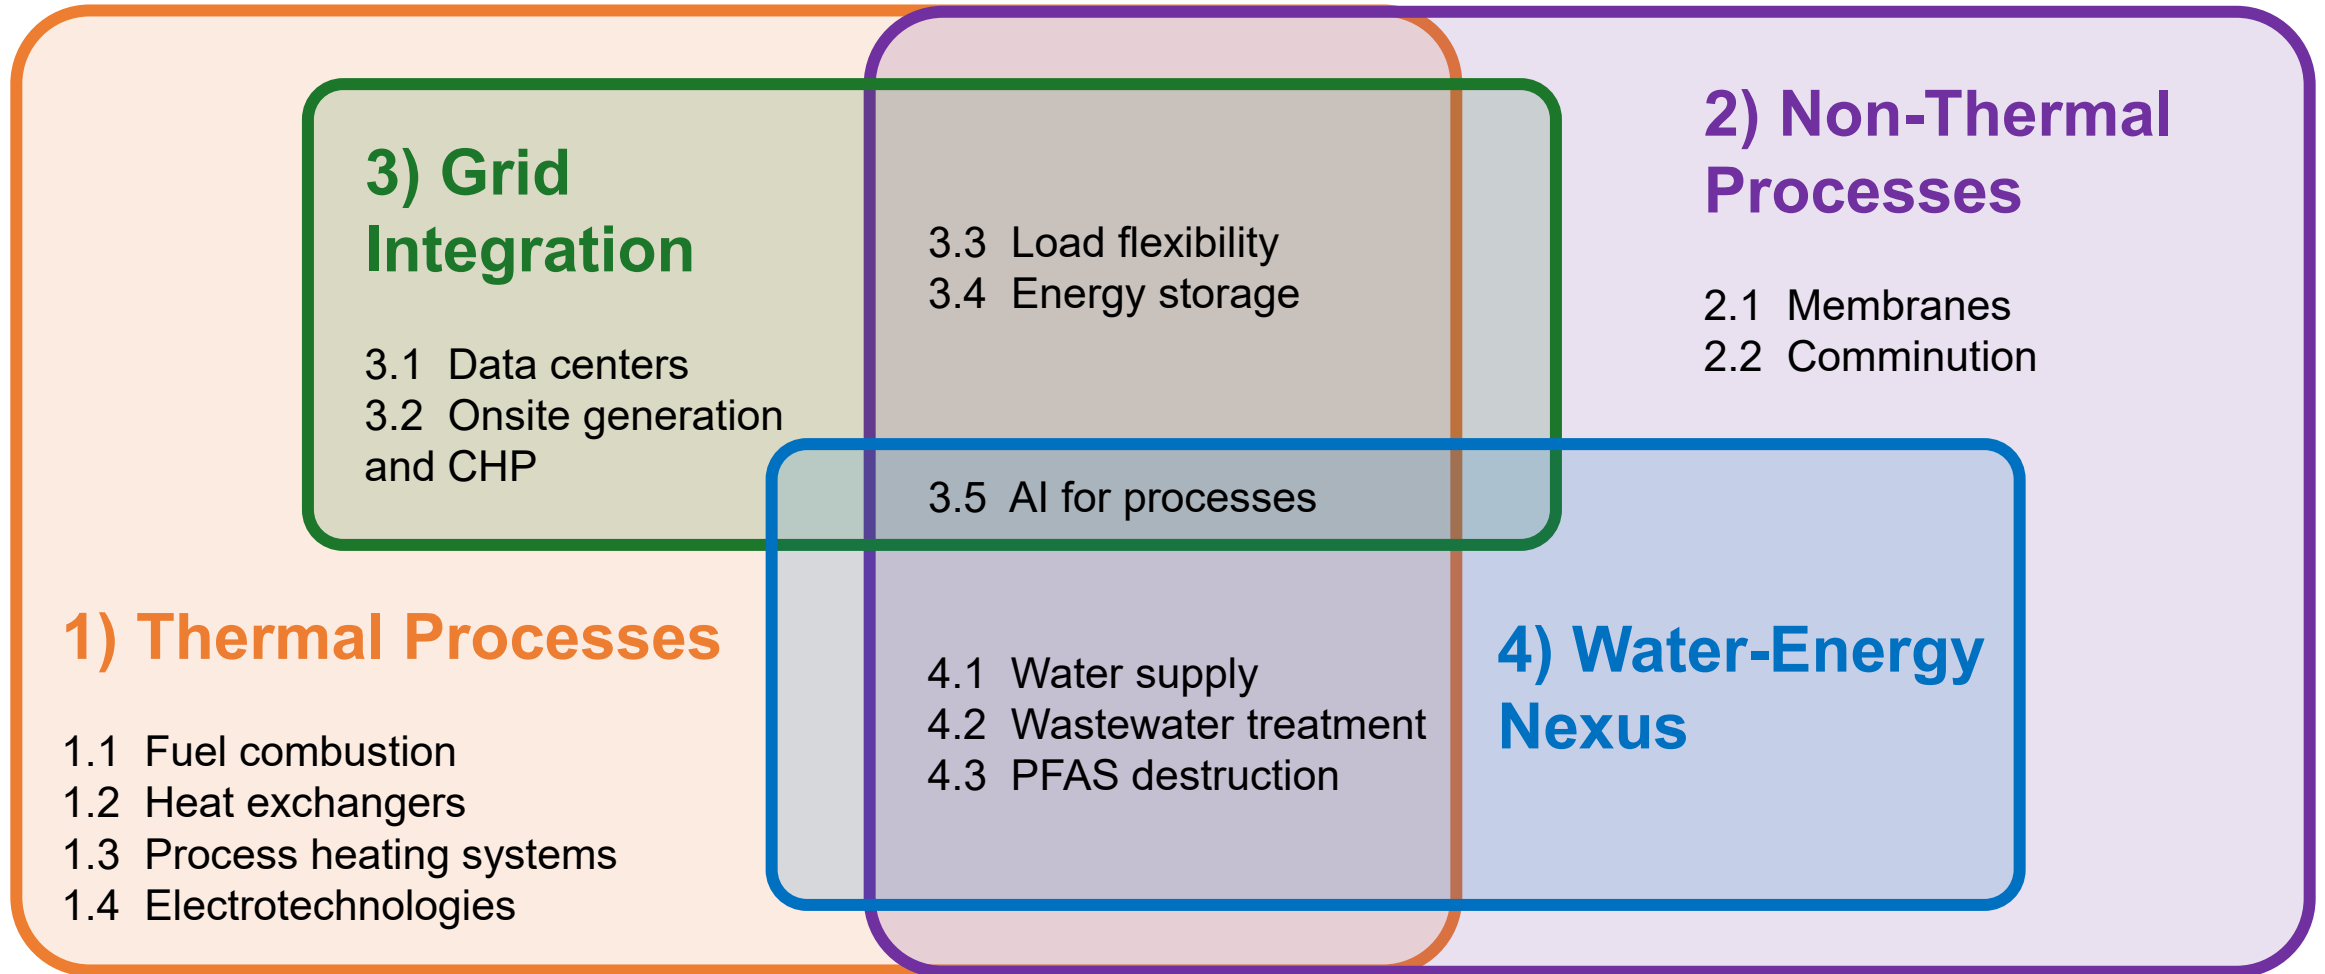 3) Grid
Integration
3.1  Data centers
3.2  Onsite generation
and CHP
3.3  Load flexibility
3.4  Energy storage
3.5  AI for processes
2) Non-Thermal
Processes
2.1  Membranes
2.2  Comminution
1) Thermal Processes
1.1  Fuel combustion
1.2  Heat exchangers
1.3  Process heating systems
1.4  Electrotechnologies
4.1  Water supply
4.2  Wastewater treatment
4.3  PFAS destruction
4) Water-Energy
Nexus